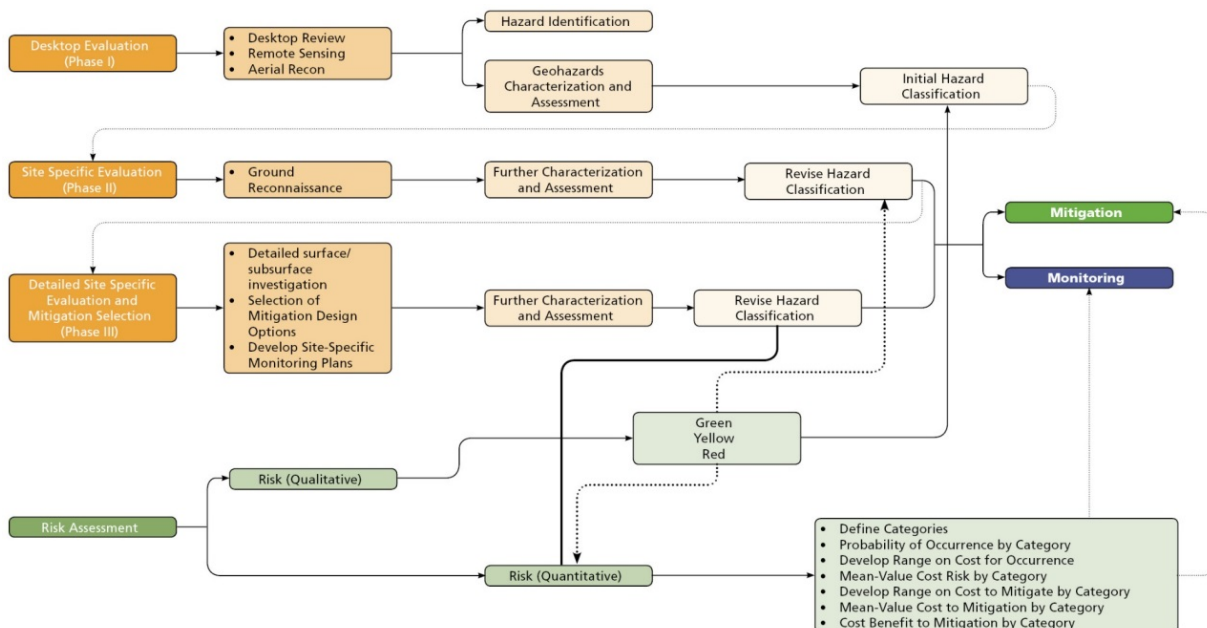 Desktop Evaluation
(Phase I)
• Desktop Review
• Remote Sensing
• Aerial Recon
Hazard Identification
Geohazards
Characterization and
Assessment
Initial Hazard
Classification
Site Specific Evaluation
(Phase II)
• Ground
Reconnaissance
Further Characterization
and Assessment
Revise Hazard
Classification
Mitigation
Monitoring
Detailed Site Specific
Evaluation and
Mitigation Selection
(Phase III)
• Detailed surface/
subsurface
investigation
• Selection of
Mitigation Design
Options
• Develop Site-Specific
Monitoring Plans
Further Characterization
and Assessment
Revise Hazard
Classification
Green
Yellow
Red
Risk (Qualitative)
Risk Assessment
Risk (Quantitative)
• Define Categories
• Probability of Occurrence by Category
• Develop Range on Cost for Occurrence
• Mean-Value Cost Risk by Category
• Develop Range on Cost to Mitigate by Category
• Mean-Value Cost to Mitigation by Category
• Cost Benefit to Mitigation by Category